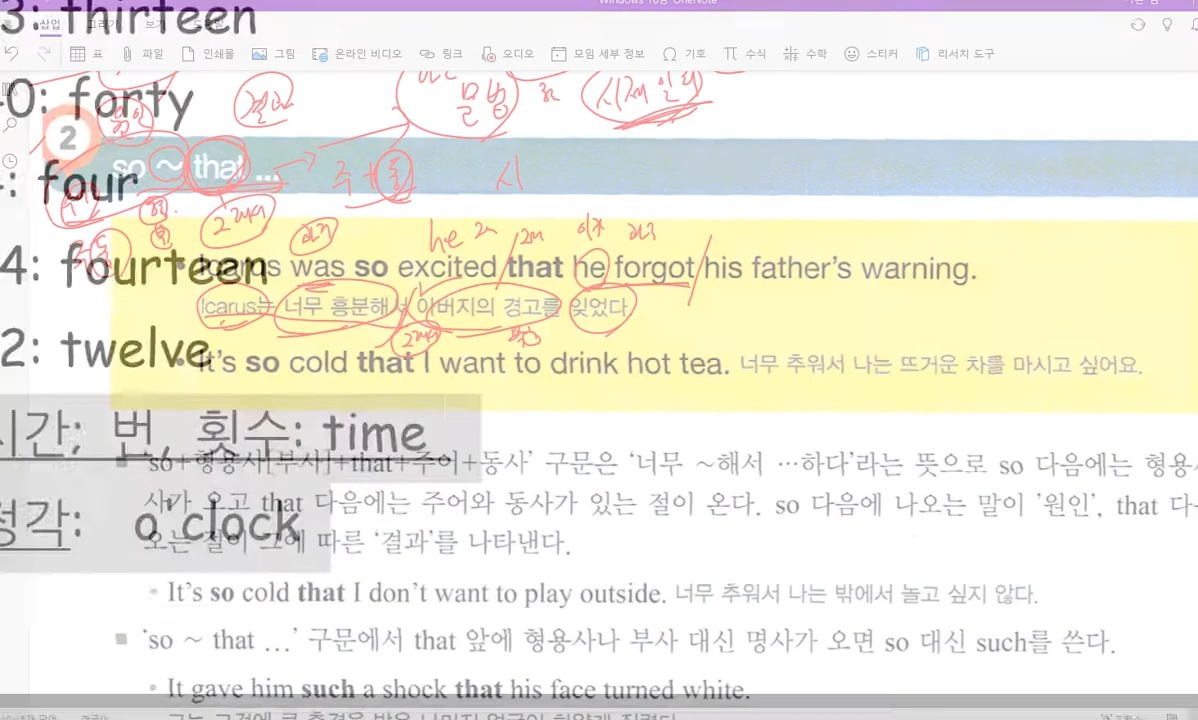 Windows 10용 OneNote
3: thirteen
삽입 그리기 보기 도움말
표 파일 인쇄물 그림 온라인 비디오 링크 오디오 모임 세부 정보 기호 수식 수학 스티커 리서치 도구
0: forty
원인 결과 문법 시제 일치
2
so ~ that ...
주 + 동 시
: four
4: fourteen
과거 he
Icarus was so excited that he forgot his father's warning.
Icarus는 너무 흥분해서 아버지의 경고를 잊었다
2: twelve
It's so cold that I want to drink hot tea. 너무 추워서 나는 뜨거운 차를 마시고 싶어요.
시간; 번, 횟수: time
'so+형용사[부사]+that+주어+동사' 구문은 '너무 ~해서 …하다'라는 뜻으로 so 다음에는 형용사
사가 오고 that 다음에는 주어와 동사가 있는 절이 온다. so 다음에 나오는 말이 '원인', that 다
정각: o'clock
오는 절이 그에 따른 '결과'를 나타낸다.
It's so cold that I don't want to play outside. 너무 추워서 나는 밖에서 놀고 싶지 않다.
'so ~ that …' 구문에서 that 앞에 형용사나 부사 대신 명사가 오면 so 대신 such를 쓴다.
It gave him such a shock that his face turned white.